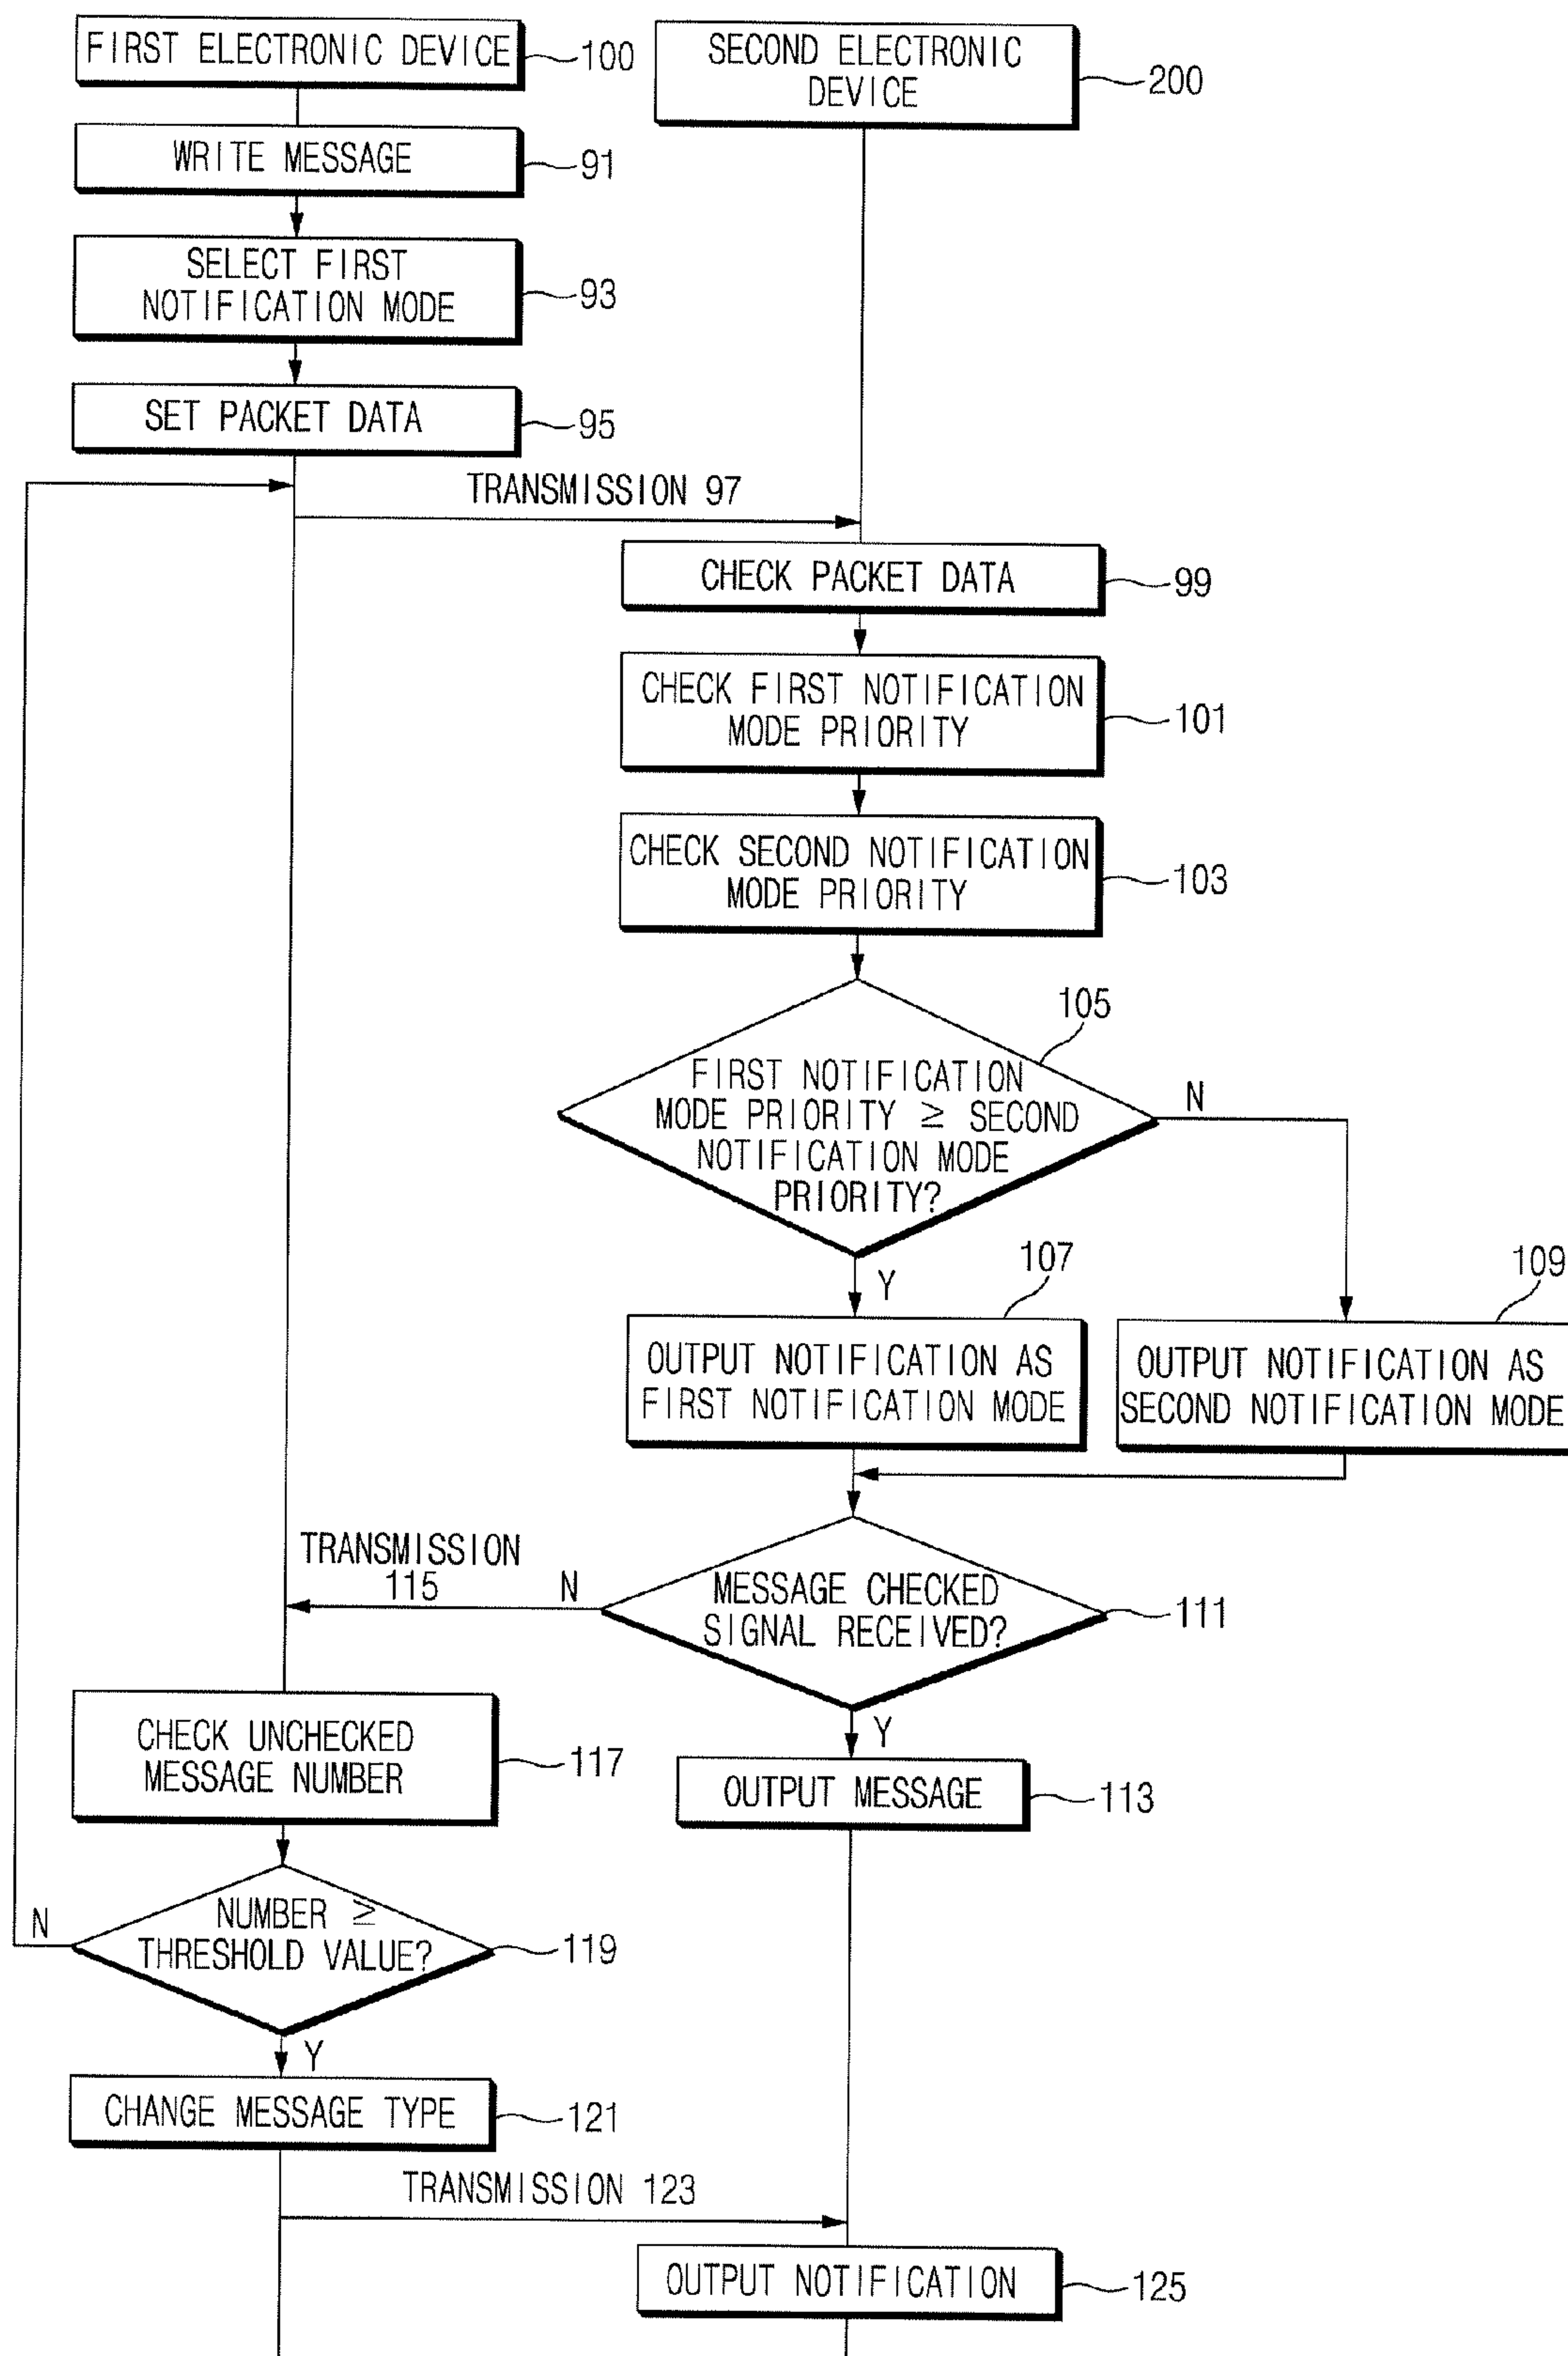 FIRST ELECTRONIC DEVICE
100
SECOND ELECTRONIC
DEVICE
200
WRITE MESSAGE
91
SELECT FIRST
NOTIFICATION MODE
93
SET PACKET DATA
95
TRANSMISSION 97
CHECK PACKET DATA
99
CHECK FIRST NOTIFICATION
MODE PRIORITY
101
CHECK SECOND NOTIFICATION
MODE PRIORITY
103
105
FIRST NOTIFICATION
MODE PRIORITY ≥ SECOND
NOTIFICATION MODE
PRIORITY?
N
Y
107
109
OUTPUT NOTIFICATION AS
FIRST NOTIFICATION MODE
OUTPUT NOTIFICATION AS
SECOND NOTIFICATION MODE
TRANSMISSION
115
N
MESSAGE CHECKED
SIGNAL RECEIVED?
111
Y
CHECK UNCHECKED
MESSAGE NUMBER
117
OUTPUT MESSAGE
113
N
NUMBER ≥
THRESHOLD VALUE?
119
Y
CHANGE MESSAGE TYPE
121
TRANSMISSION 123
OUTPUT NOTIFICATION
125